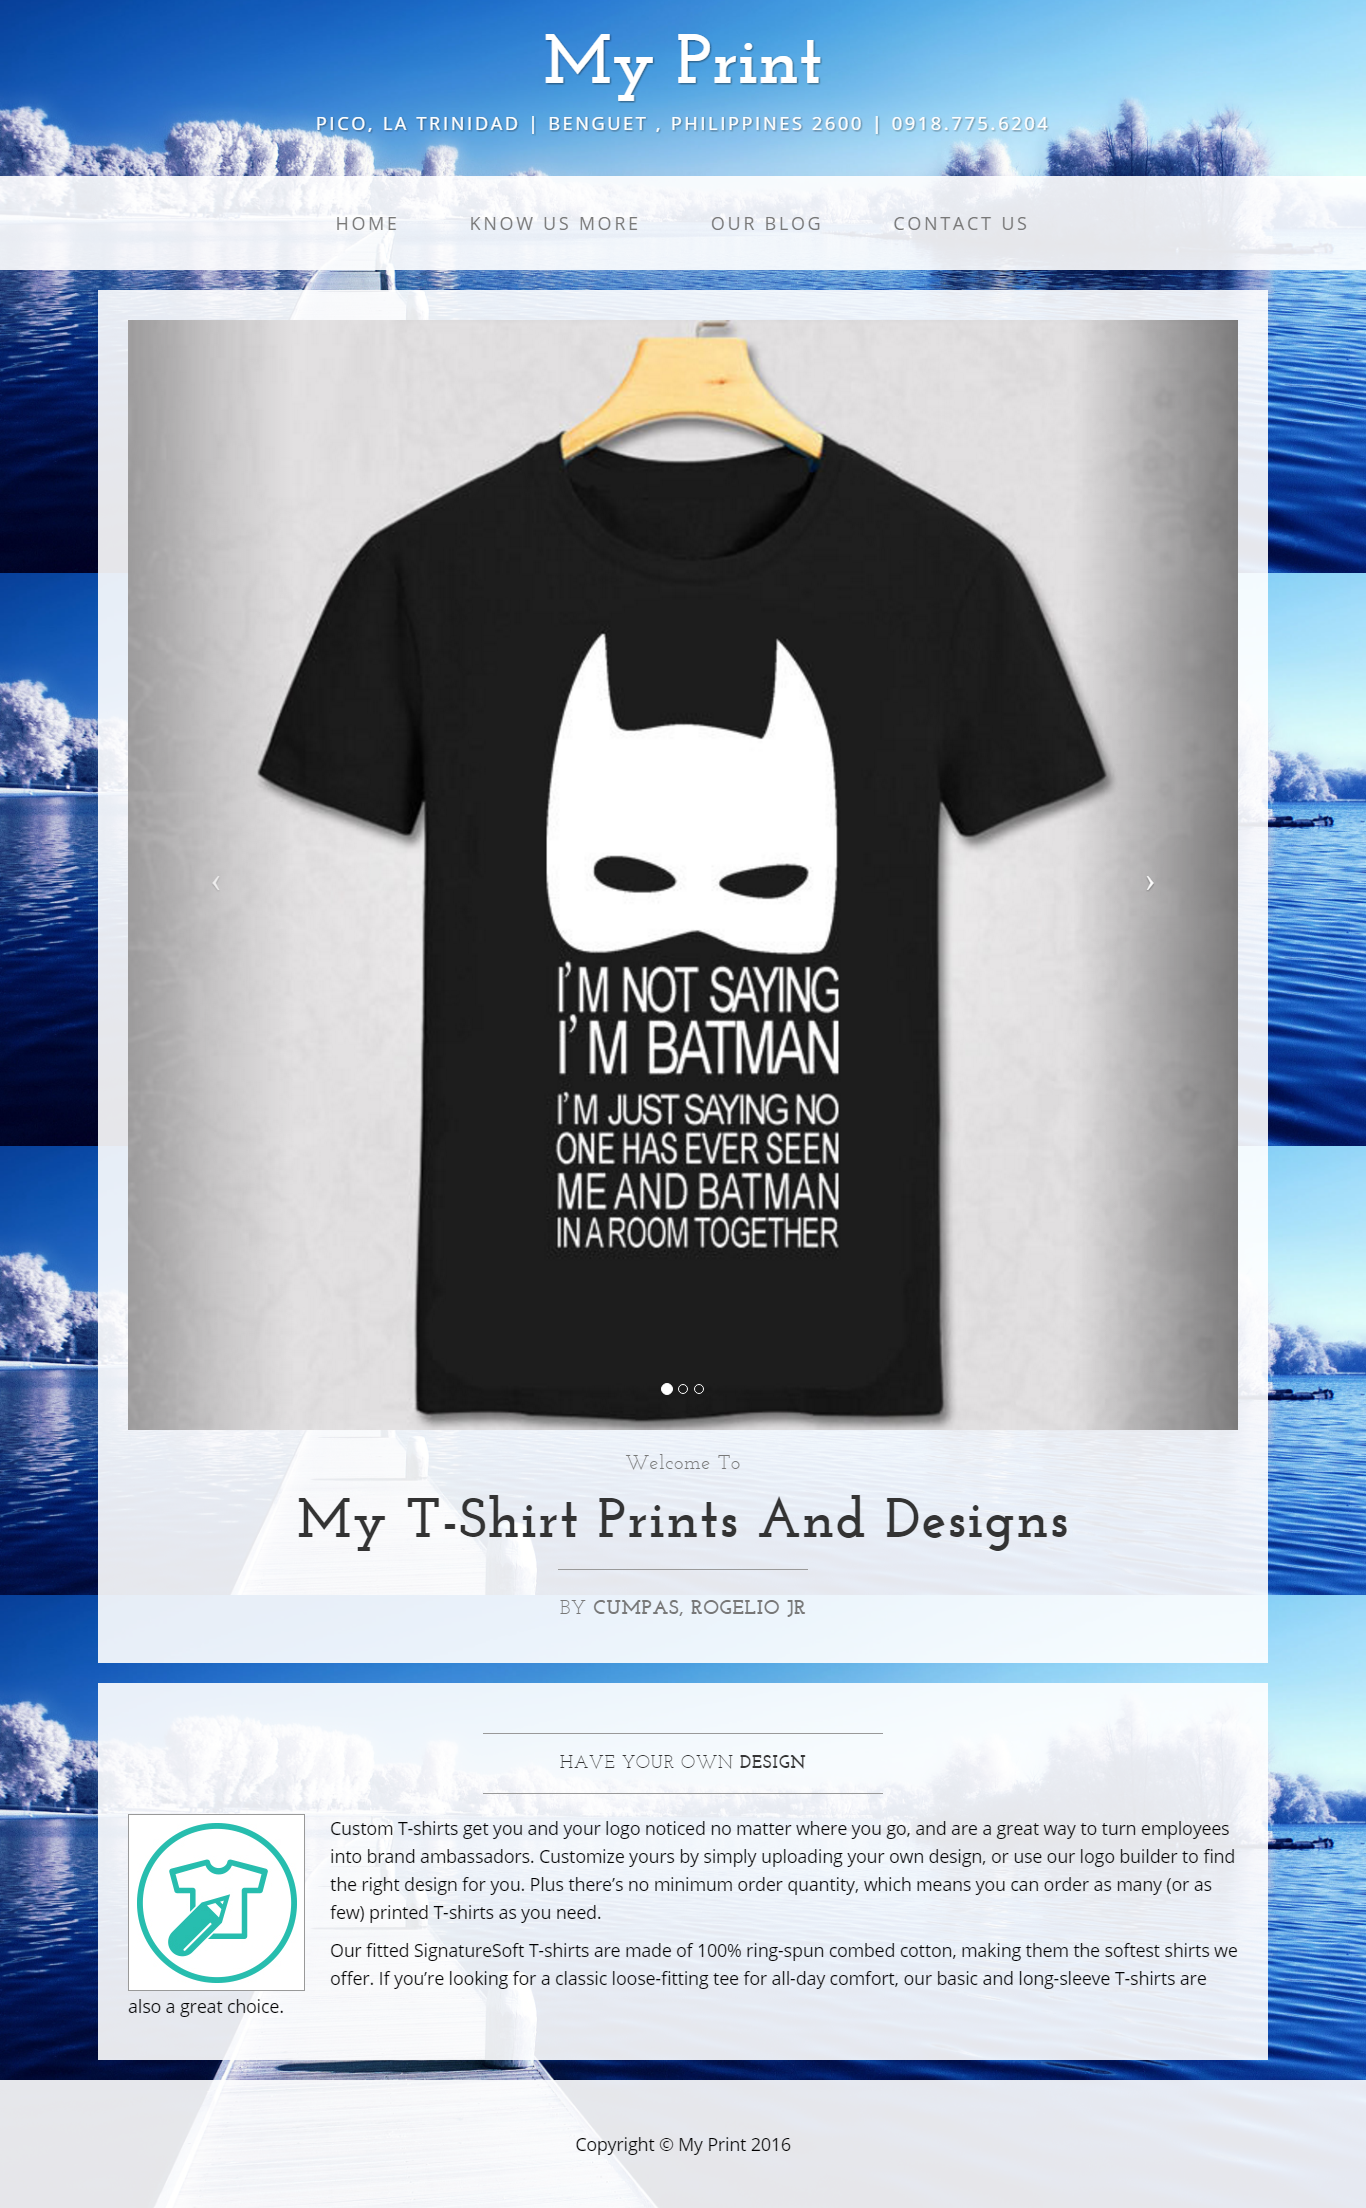 My Print
PICO, LA TRINIDAD | BENGUET , PHILIPPINES 2600 | 0918.775.6204
HOME KNOW US MORE OUR BLOG CONTACT US
I'M NOT SAYING
I'M BATMAN
I'M JUST SAYING NO
ONE HAS EVER SEEN
ME AND BATMAN
IN A ROOM TOGETHER
Welcome To
My T-Shirt Prints And Designs
BY CUMPAS, ROGELIO JR
HAVE YOUR OWN DESIGN
Custom T-shirts get you and your logo noticed no matter where you go, and are a great way to turn employees
into brand ambassadors. Customize yours by simply uploading your own design, or use our logo builder to find
the right design for you. Plus there’s no minimum order quantity, which means you can order as many (or as
few) printed T-shirts as you need.
Our fitted SignatureSoft T-shirts are made of 100% ring-spun combed cotton, making them the softest shirts we
offer. If you’re looking for a classic loose-fitting tee for all-day comfort, our basic and long-sleeve T-shirts are
also a great choice.
Copyright © My Print 2016